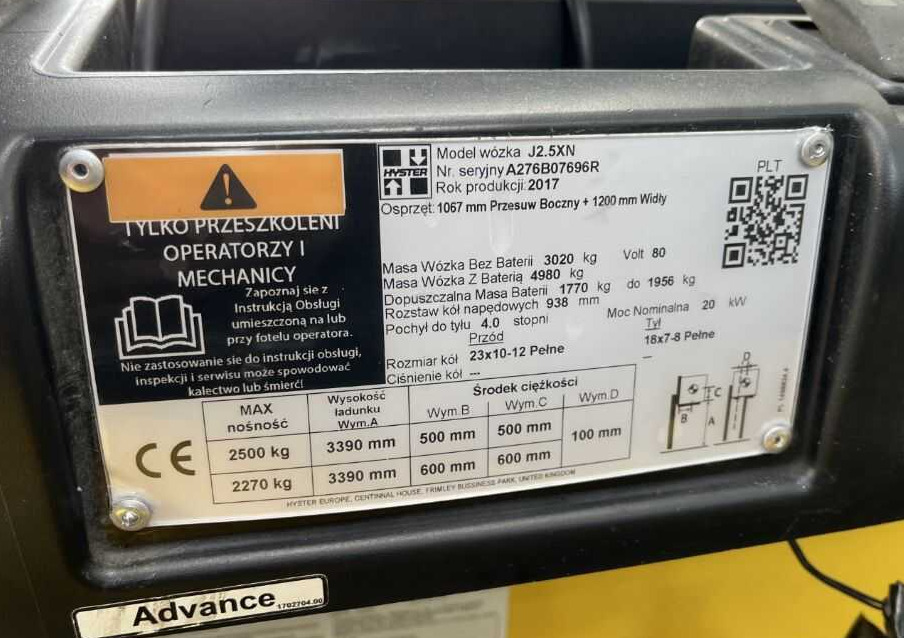 TYLKO PRZESZKOLENI
OPERATORZY I
MECHANICY
Zapoznaj się z
Instrukcją Obsługi
umieszczoną na lub
przy fotelu operatora.
Nie zastosowanie się do instrukcji obsługi,
inspekcji i serwisu może spowodować
kalectwo lub śmierć!
HYSTER
Model wózka J2.5XN
Nr. seryjny A276B07696R
Rok produkcji: 2017
Osprzęt: 1067 mm Przesuw Boczny + 1200 mm Widły
PLT
Masa Wózka Bez Baterii 3020 kg Volt 80
Masa Wózka Z Baterią 4980 kg
Dopuszczalna Masa Baterii 1770 kg do 1956 kg
Rozstaw kół napędowych 938 mm
Pochył do tyłu 4.0 stopni Moc Nominalna 20 kW
Przód Tył
Rozmiar kół 23x10-12 Pełne 18x7-8 Pełne
Ciśnienie kół --- ---
MAX nośność Wysokość ładunku Wym.A Środek ciężkości
Wym.B Wym.C Wym.D
2500 kg 3390 mm 500 mm 500 mm 100 mm
2270 kg 3390 mm 600 mm 600 mm
CE
D
C
B A
HYSTER EUROPE, CENTINNAL HOUSE, FRIMLEY BUSSINESS PARK, UNITED KINGDOM
Advance 1702704.00